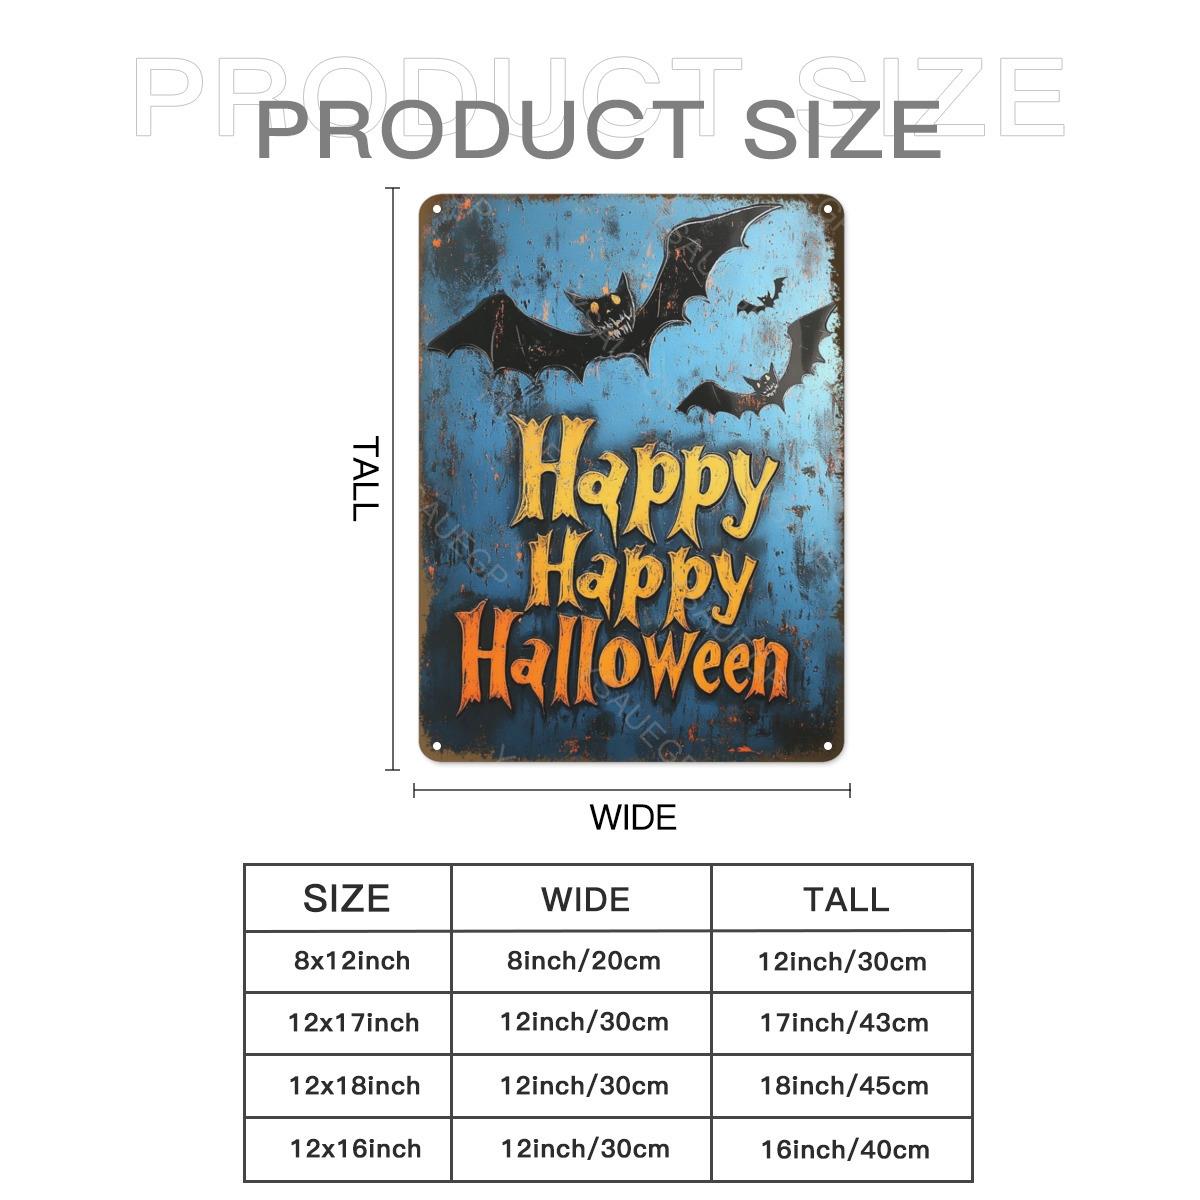 PRODUCT SIZE
PRODUCT SIZE
TALL
Happy
Happy
Halloween
WIDE
SIZE WIDE TALL
8x12inch 8inch/20cm 12inch/30cm
12x17inch 12inch/30cm 17inch/43cm
12x18inch 12inch/30cm 18inch/45cm
12x16inch 12inch/30cm 16inch/40cm